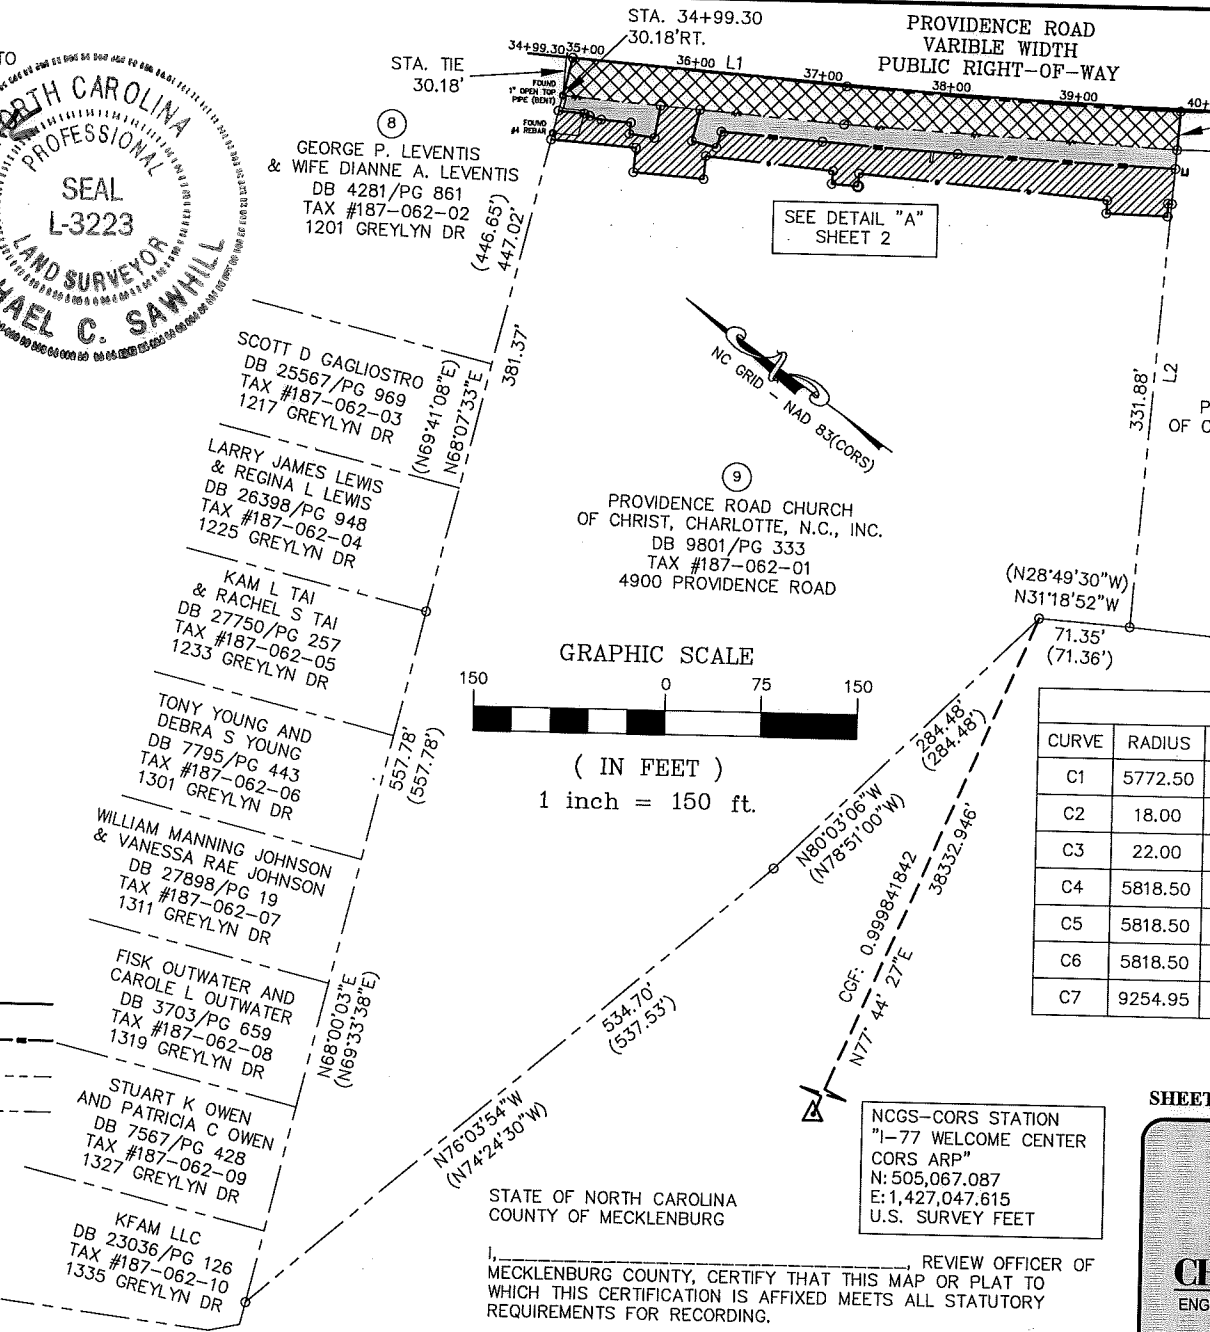 STA. 34+99.30
30.18'RT.
PROVIDENCE ROAD
VARIBLE WIDTH
PUBLIC RIGHT-OF-WAY
TO
STA. TIE
30.18'
34+99.30
35+00
36+00
L1
37+00
38+00
39+00
FOUND
1" OPEN TOP
PIPE (BENT)
FOUND
#4 REBAR
NORTH CAROLINA
PROFESSIONAL
SEAL
L-3223
LAND SURVEYOR
C. SAWHILL
8
GEORGE P. LEVENTIS
& WIFE DIANNE A. LEVENTIS
DB 4281/PG 861
TAX #187-062-02
1201 GREYLYN DR
(446.65')
447.02'
SEE DETAIL "A"
SHEET 2
381.37'
SCOTT D GAGLIOSTRO
DB 25567/PG 969
TAX #187-062-03
1217 GREYLYN DR
(N69°41'08"E)
N68°07'33"E
NC GRID - NAD 83(CORS)
331.88'
L2
OF
LARRY JAMES LEWIS
& REGINA L LEWIS
DB 26398/PG 948
TAX #187-062-04
1225 GREYLYN DR
9
PROVIDENCE ROAD CHURCH
OF CHRIST, CHARLOTTE, N.C., INC.
DB 9801/PG 333
TAX #187-062-01
4900 PROVIDENCE ROAD
KAM L TAI
& RACHEL S TAI
DB 27750/PG 257
TAX #187-062-05
1233 GREYLYN DR
(N28°49'30"W)
N31°18'52"W
71.35'
(71.36')
GRAPHIC SCALE
150 0 75 150
( IN FEET )
1 inch = 150 ft.
TONY YOUNG AND
DEBRA S YOUNG
DB 7795/PG 443
TAX #187-062-06
1301 GREYLYN DR
557.78'
(557.78')
284.48'
(284.48')
N80°03'06"W
(N78°51'00"W)
CURVE RADIUS
C1 5772.50
C2 18.00
C3 22.00
C4 5818.50
C5 5818.50
C6 5818.50
C7 9254.95
WILLIAM MANNING JOHNSON
& VANESSA RAE JOHNSON
DB 27898/PG 19
TAX #187-062-07
1311 GREYLYN DR
CGF: 0.999841842
38332.946'
N77° 44' 27"E
FISK OUTWATER AND
CAROLE L OUTWATER
DB 3703/PG 659
TAX #187-062-08
1319 GREYLYN DR
N68°00'03"E
(N69°33'38"E)
534.70'
(537.53')
N76°03'54"W
(N74°24'30"W)
STUART K OWEN
AND PATRICIA C OWEN
DB 7567/PG 428
TAX #187-062-09
1327 GREYLYN DR
NCGS-CORS STATION
"I-77 WELCOME CENTER
CORS ARP"
N: 505,067.087
E: 1,427,047.615
U.S. SURVEY FEET
SHEET
KFAM LLC
DB 23036/PG 126
TAX #187-062-10
1335 GREYLYN DR
STATE OF NORTH CAROLINA
COUNTY OF MECKLENBURG
I,______________________________, REVIEW OFFICER OF
MECKLENBURG COUNTY, CERTIFY THAT THIS MAP OR PLAT TO
WHICH THIS CERTIFICATION IS AFFIXED MEETS ALL STATUTORY
REQUIREMENTS FOR RECORDING.